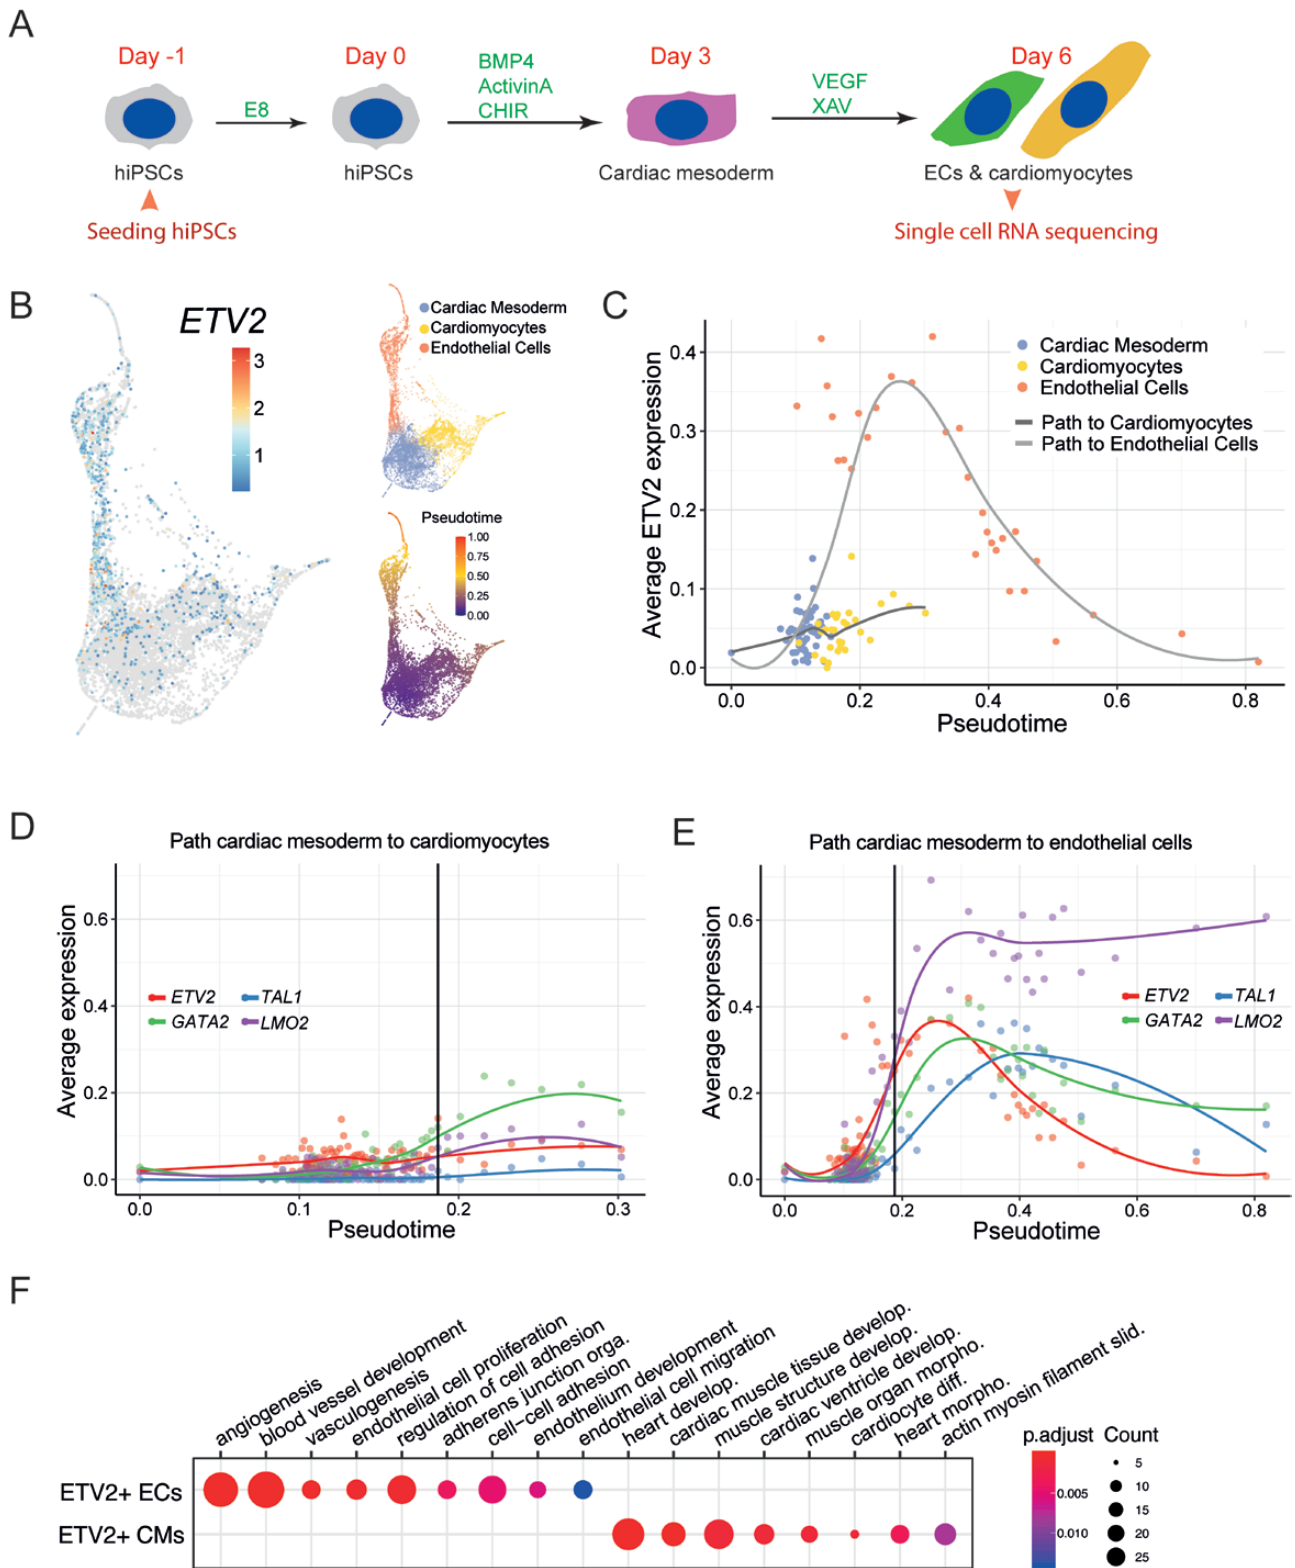 A
Day -1
Day 0
Day 3
Day 6
E8
BMP4
ActivinA
CHIR
VEGF
XAV
hiPSCs
hiPSCs
Cardiac mesoderm
ECs & cardiomyocytes
Seeding hiPSCs
Single cell RNA sequencing
B
ETV2
3
2
1
Cardiac Mesoderm
Cardiomyocytes
Endothelial Cells
Pseudotime
1.00
0.75
0.50
0.25
0.00
C
Average ETV2 expression
0.4
0.3
0.2
0.1
0.0
Cardiac Mesoderm
Cardiomyocytes
Endothelial Cells
Path to Cardiomyocytes
Path to Endothelial Cells
0.0 0.2 0.4 0.6 0.8
Pseudotime
D
Path cardiac mesoderm to cardiomyocytes
Average expression
0.6
0.4
0.2
0.0
ETV2 TAL1
GATA2 LMO2
0.0 0.1 0.2 0.3
Pseudotime
E
Path cardiac mesoderm to endothelial cells
Average expression
0.6
0.4
0.2
0.0
ETV2 TAL1
GATA2 LMO2
0.0 0.2 0.4 0.6 0.8
Pseudotime
F
angiogenesis
blood vessel development
vasculogenesis
endothelial cell proliferation
regulation of cell adhesion
adherens junction orga.
cell-cell adhesion
endothelium development
endothelial cell migration
heart develop.
cardiac muscle tissue develop.
muscle structure develop.
cardiac ventricle develop.
muscle organ morpho.
cardiocyte diff.
heart morpho.
actin myosin filament slid.
ETV2+ ECs
ETV2+ CMs
p.adjust
0.005
0.010
Count
5
10
15
20
25